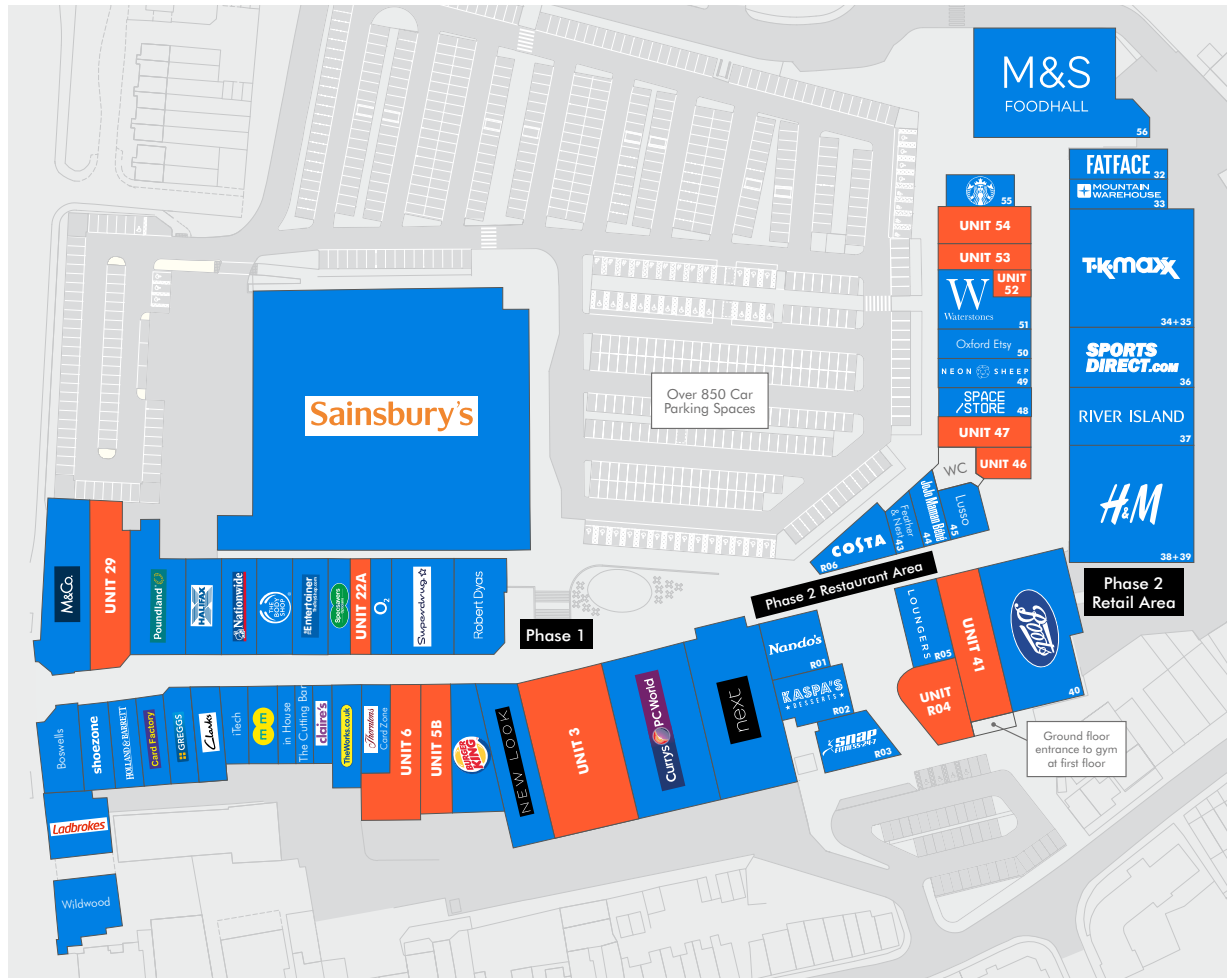 M&S
FOODHALL
56
FATFACE
32
MOUNTAIN
WAREHOUSE
33
55
UNIT 54
UNIT 53
UNIT
52
W
Waterstones
51
Oxford Etsy
50
NEON SHEEP
49
SPACE
/STORE
48
UNIT 47
WC
UNIT 46
T·K·maxx
34+35
SPORTS
DIRECT.COM
36
RIVER ISLAND
37
H&M
38+39
Phase 2
Retail Area
Over 850 Car
Parking Spaces
Sainsbury's
COSTA
R06
Feather
& Nest
43
JoJo Maman Bébé
44
Lusso
45
Phase 2 Restaurant Area
LOUNGERS
R05
UNIT 41
Boots
40
UNIT
R04
Ground floor
entrance to gym
at first floor
Nando's
R01
KASPA'S
DESSERTS
R02
snap
FITNESS 24-7
R03
M&Co.
UNIT 29
Poundland
HALIFAX
Nationwide
THE
BODY
SHOP
THE Entertainer
TheToyShop.com
Specsavers
UNIT 22A
O2
Superdrug
Robert Dyas
Phase 1
Boswells
shoezone
HOLLAND & BARRETT
Card Factory
GREGGS
Clarks
iTech
EE
in House
The Cutting Bar
claire's
TheWorks.co.uk
Thorntons
Card Zone
UNIT 6
UNIT 5B
BURGER
KING
NEW LOOK
UNIT 3
Currys PC World
next
Ladbrokes
Wildwood